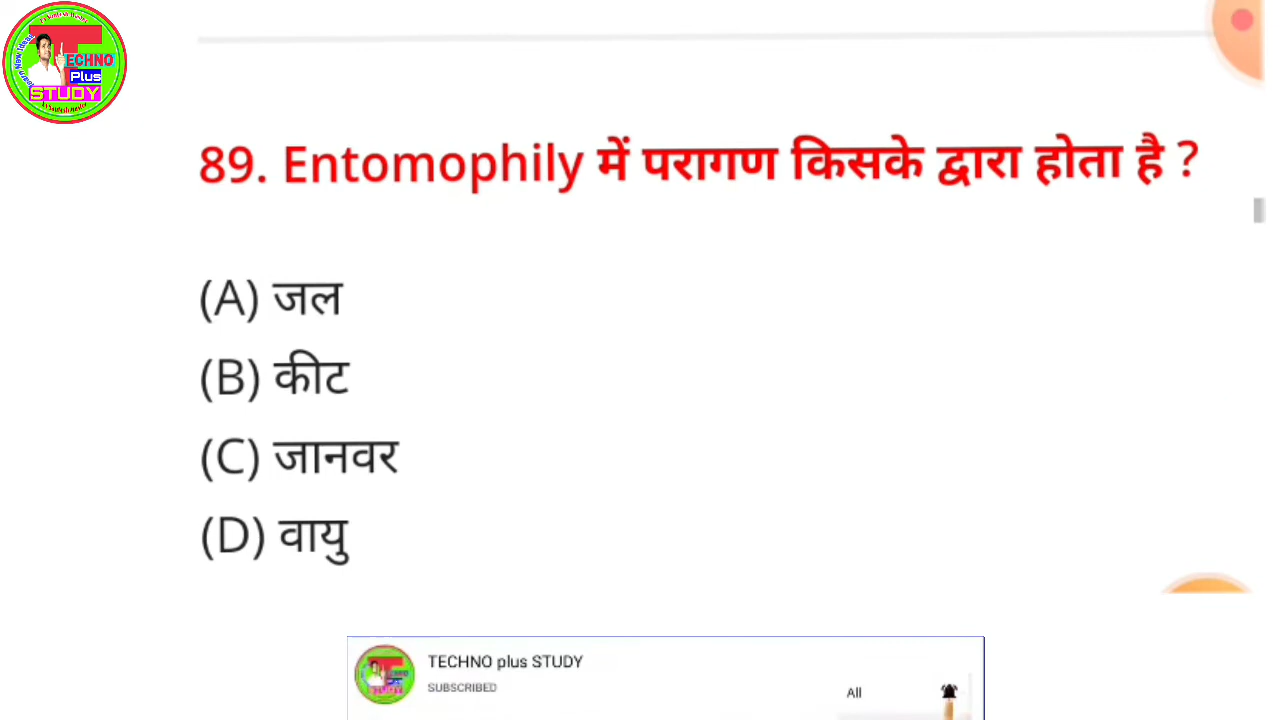 TECHNO
Plus
STUDY
89. Entomophily में परागण किसके द्वारा होता है ?
(A) जल
(B) कीट
(C) जानवर
(D) वायु
TECHNO plus STUDY
SUBSCRIBED
All